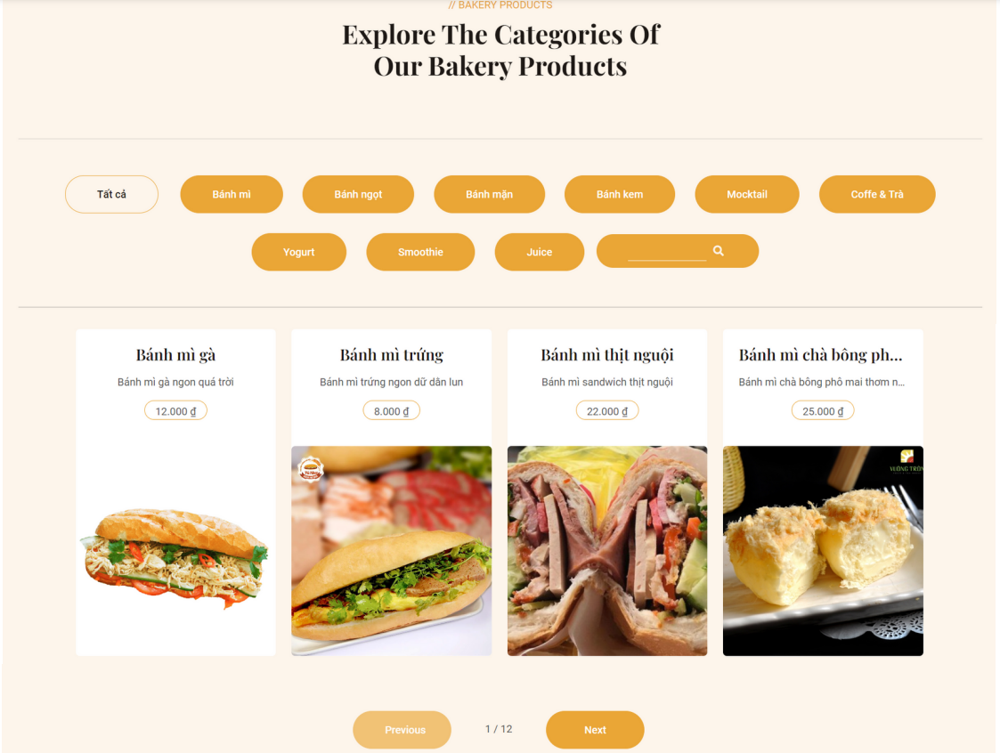 // BAKERY PRODUCTS
Explore The Categories Of
Our Bakery Products
Tất cả
Bánh mì
Bánh ngọt
Bánh mặn
Bánh kem
Mocktail
Coffe & Trà
Yogurt
Smoothie
Juice
Bánh mì gà
Bánh mì gà ngon quá trời
12.000 ₫
Bánh mì trứng
Bánh mì trứng ngon dữ dằn lun
8.000 ₫
Bánh mì thịt nguội
Bánh mì sandwich thịt nguội
22.000 ₫
Bánh mì chà bông ph...
Bánh mì chà bông phô mai thơm n...
25.000 ₫
VUÔNG TRÒN
Previous
1 / 12
Next